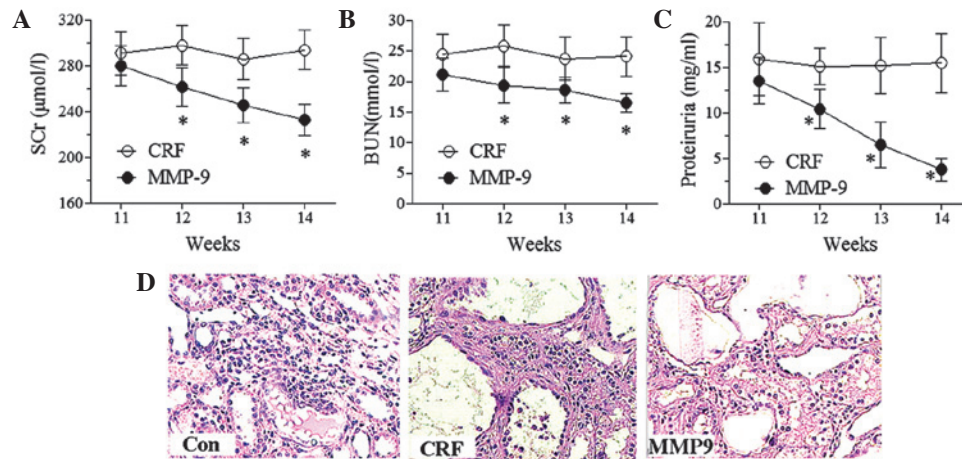 A
SCr (µmol/l)
320
280
240
200
160
CRF
MMP-9
*
*
*
11 12 13 14
Weeks
B
BUN(mmol/l)
30
25
20
15
10
5
0
CRF
MMP-9
*
*
*
11 12 13 14
Weeks
C
Proteiruria (mg/ml)
20
15
10
5
0
CRF
MMP-9
*
*
*
11 12 13 14
Weeks
D
Con
CRF
MMP9